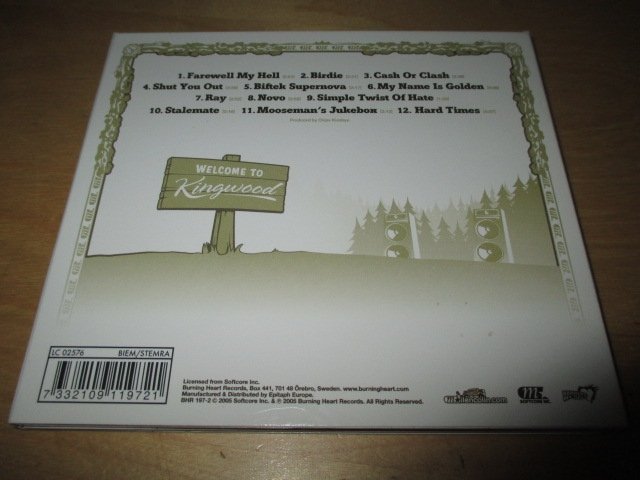 1. Farewell My Hell 2. Birdie 3. Cash Or Clash
4. Shut You Out 5. Biftek Supernova 6. My Name Is Golden
7. Ray 8. Novo 9. Simple Twist Of Hate
10. Stalemate 11. Mooseman's Jukebox 12. Hard Times
WELCOME TO
Kingwood
LC 02576 BIEM/STEMRA
7 332109 119721
Licensed from Softcore Inc.
Burning Heart Records, Box 441, 701 48 Örebro, Sweden. www.burningheart.com
Manufactured & Distributed by Epitaph Europe.
BHR 197-2 © 2005 Softcore Inc. & ℗ 2005 Burning Heart Records. All Rights Reserved.